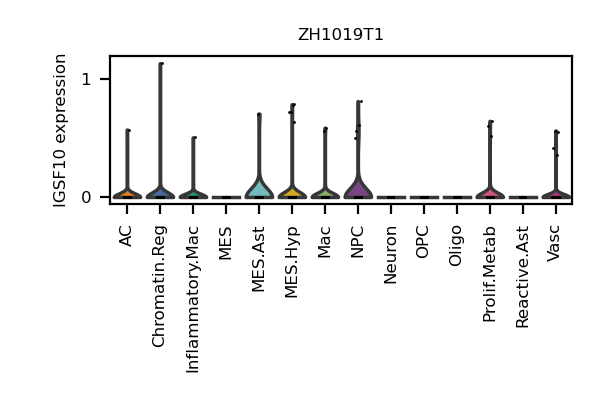 ZH1019T1
IGSF10 expression
1
0
AC
Chromatin.Reg
Inflammatory.Mac
MES
MES.Ast
MES.Hyp
Mac
NPC
Neuron
OPC
Oligo
Prolif.Metab
Reactive.Ast
Vasc